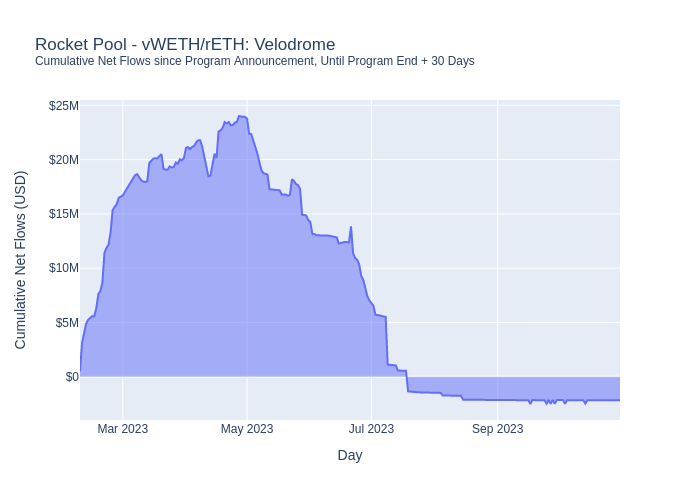 Rocket Pool - vWETH/rETH: Velodrome
Cumulative Net Flows since Program Announcement, Until Program End + 30 Days
Cumulative Net Flows (USD)
$25M
$20M
$15M
$10M
$5M
$0
Mar 2023
May 2023
Jul 2023
Sep 2023
Day